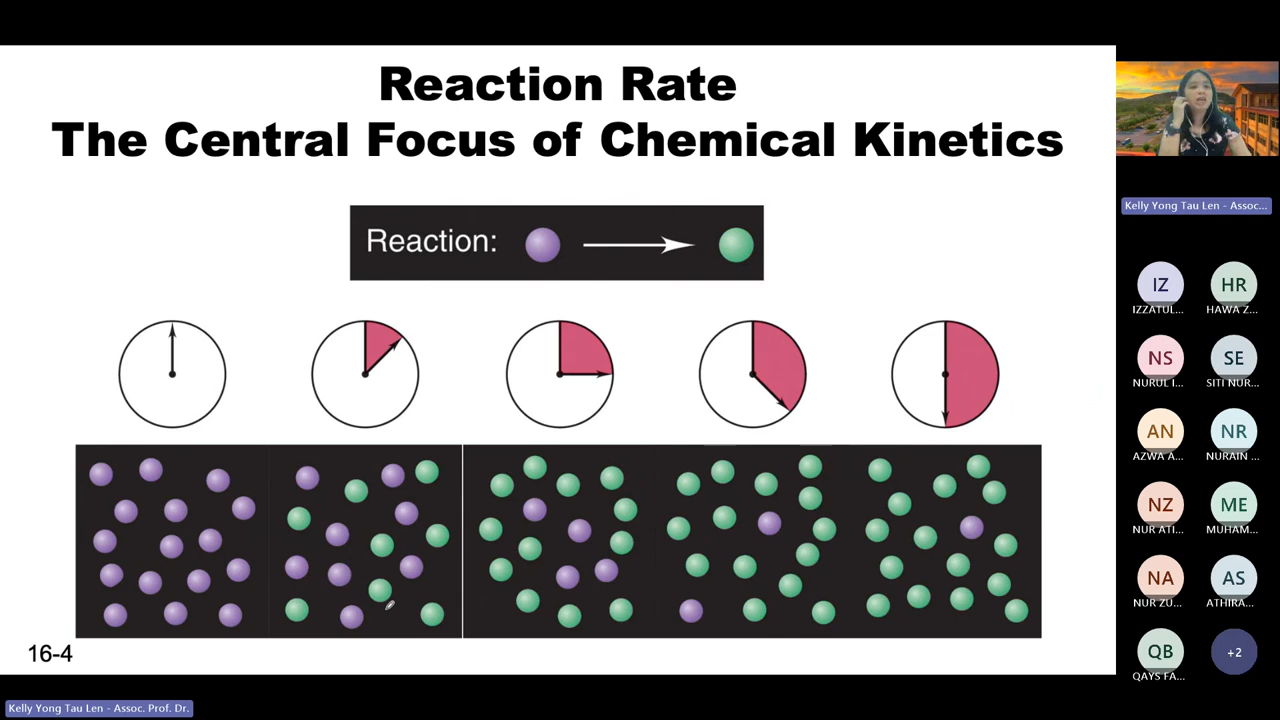 Reaction Rate
The Central Focus of Chemical Kinetics
Reaction:
16-4
Kelly Yong Tau Len - Assoc. Prof. Dr.
Kelly Yong Tau Len - Assoc...
IZ
HR
IZZATUL...
HAWA Z...
NS
SE
NURUL I...
SITI NUR...
AN
NR
AZWA A...
NURAIN ...
NZ
ME
NUR ATI...
MUHAM...
NA
AS
NUR ZU...
ATHIRA...
QB
+2
QAYS FA...